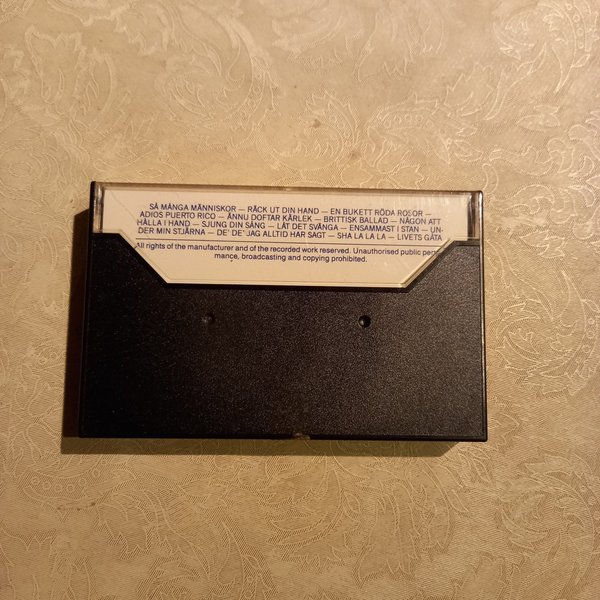 SÅ MÅNGA MÄNNISKOR — RÄCK UT DIN HAND — EN BUKETT RÖDA ROSOR —
ADIOS PUERTO RICO — ÄNNU DOFTAR KÄRLEK — BRITTISK BALLAD — NÅGON ATT
HÅLLA I HAND — SJUNG DIN SÅNG — LÅT DET SVÄNGA — ENSAMMAST I STAN — UN-
DER MIN STJÄRNA — DE' DE' JAG ALLTID HAR SAGT — SHA LA LA LA — LIVETS GÅTA
All rights of the manufacturer and of the recorded work reserved. Unauthorised public perfor-
mance, broadcasting and copying prohibited.